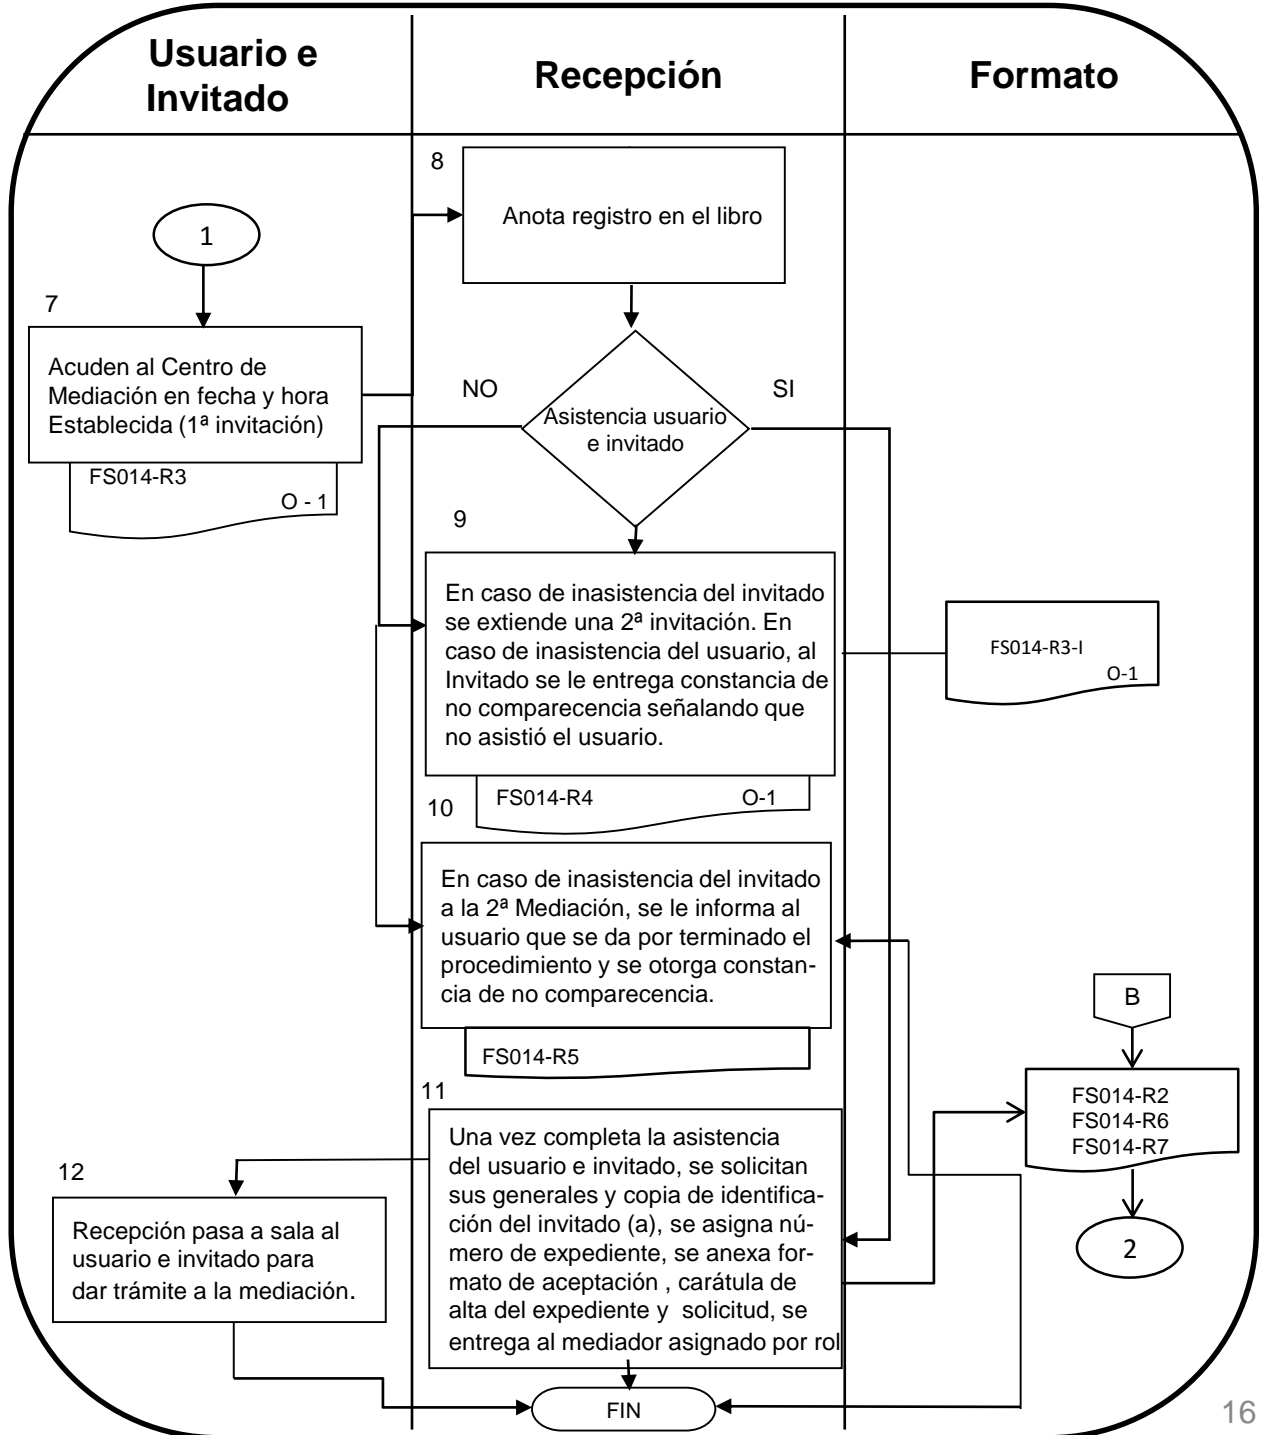 Usuario e
Invitado
Recepción
Formato
1
7
Acuden al Centro de
Mediación en fecha y hora
Establecida (1ª invitación)
FS014-R3
O - 1
8
Anota registro en el libro
NO
SI
Asistencia usuario
e invitado
9
En caso de inasistencia del invitado
se extiende una 2ª invitación. En
caso de inasistencia del usuario, al
Invitado se le entrega constancia de
no comparecencia señalando que
no asistió el usuario.
FS014-R4
O-1
FS014-R3-I
O-1
10
En caso de inasistencia del invitado
a la 2ª Mediación, se le informa al
usuario que se da por terminado el
procedimiento y se otorga constan-
cia de no comparecencia.
FS014-R5
11
Una vez completa la asistencia
del usuario e invitado, se solicitan
sus generales y copia de identifica-
ción del invitado (a), se asigna nú-
mero de expediente, se anexa for-
mato de aceptación , carátula de
alta del expediente y solicitud, se
entrega al mediador asignado por rol
B
FS014-R2
FS014-R6
FS014-R7
2
12
Recepción pasa a sala al
usuario e invitado para
dar trámite a la mediación.
FIN
16